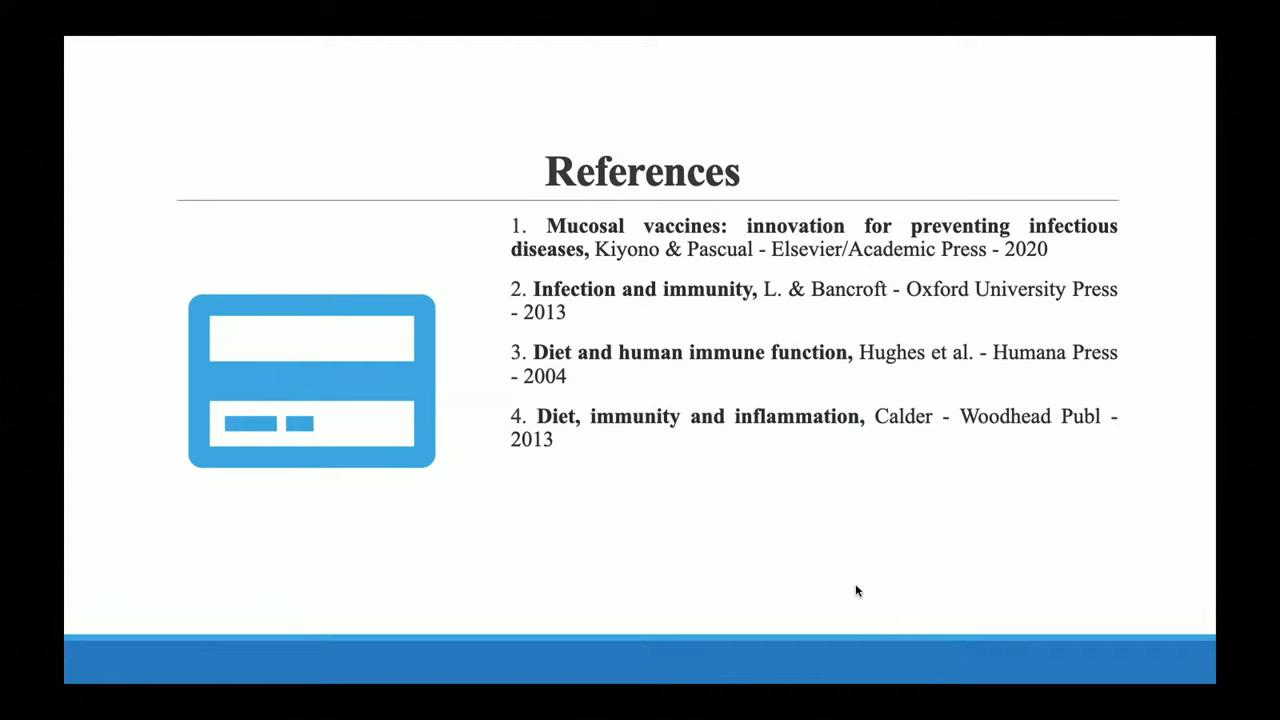 References
1. Mucosal vaccines: innovation for preventing infectious
diseases, Kiyono & Pascual - Elsevier/Academic Press - 2020
2. Infection and immunity, L. & Bancroft - Oxford University Press
- 2013
3. Diet and human immune function, Hughes et al. - Humana Press
- 2004
4. Diet, immunity and inflammation, Calder - Woodhead Publ -
2013